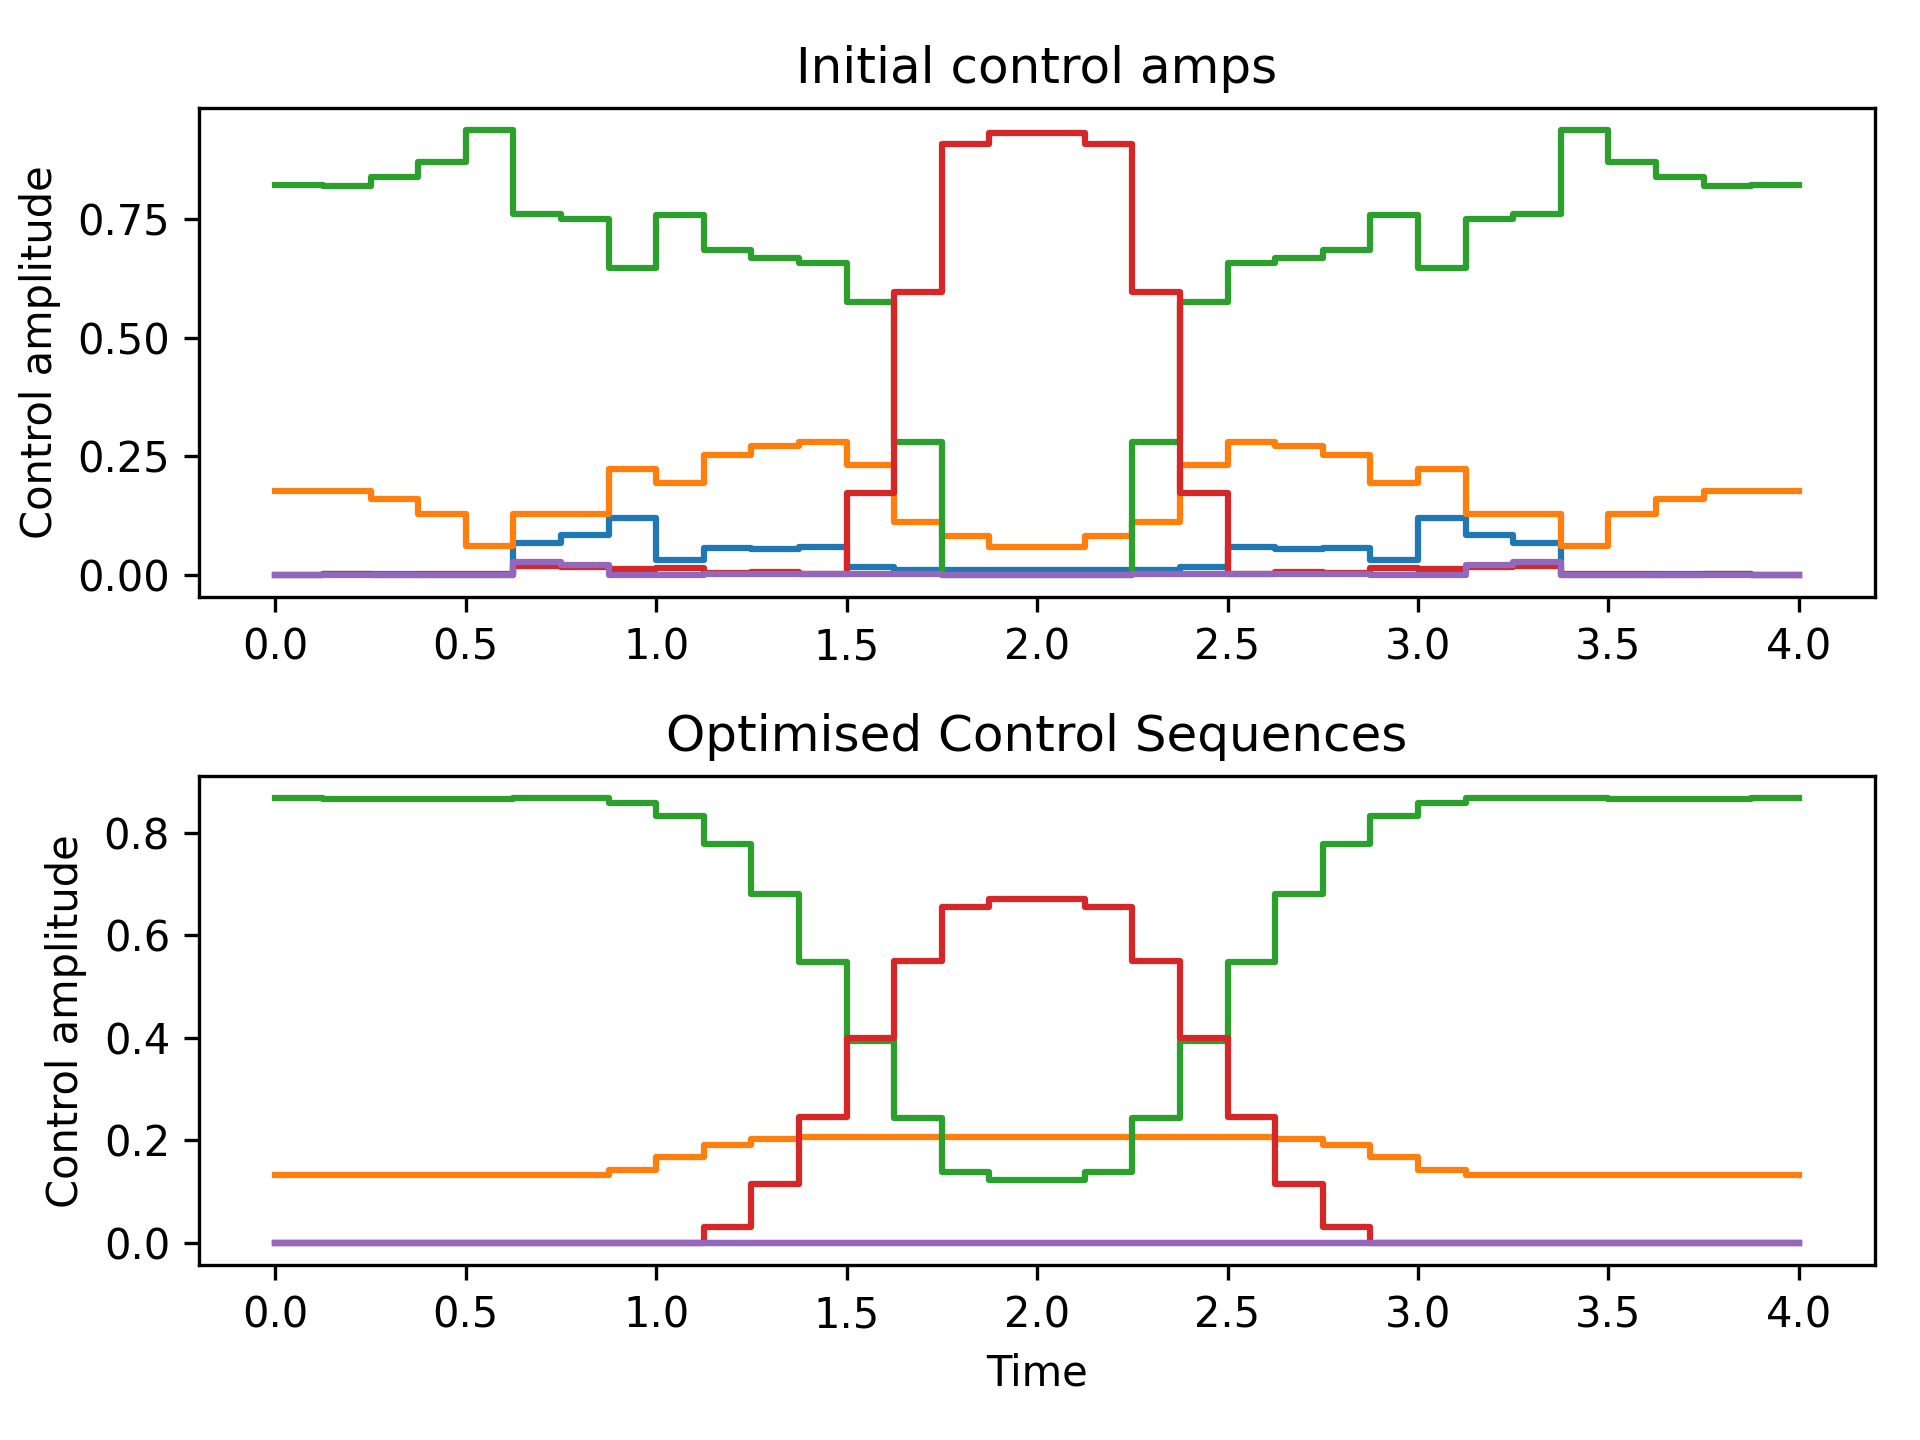 Initial control amps
Control amplitude
0.75
0.50
0.25
0.00
0.0 0.5 1.0 1.5 2.0 2.5 3.0 3.5 4.0
Optimised Control Sequences
Control amplitude
0.8
0.6
0.4
0.2
0.0
0.0 0.5 1.0 1.5 2.0 2.5 3.0 3.5 4.0
Time